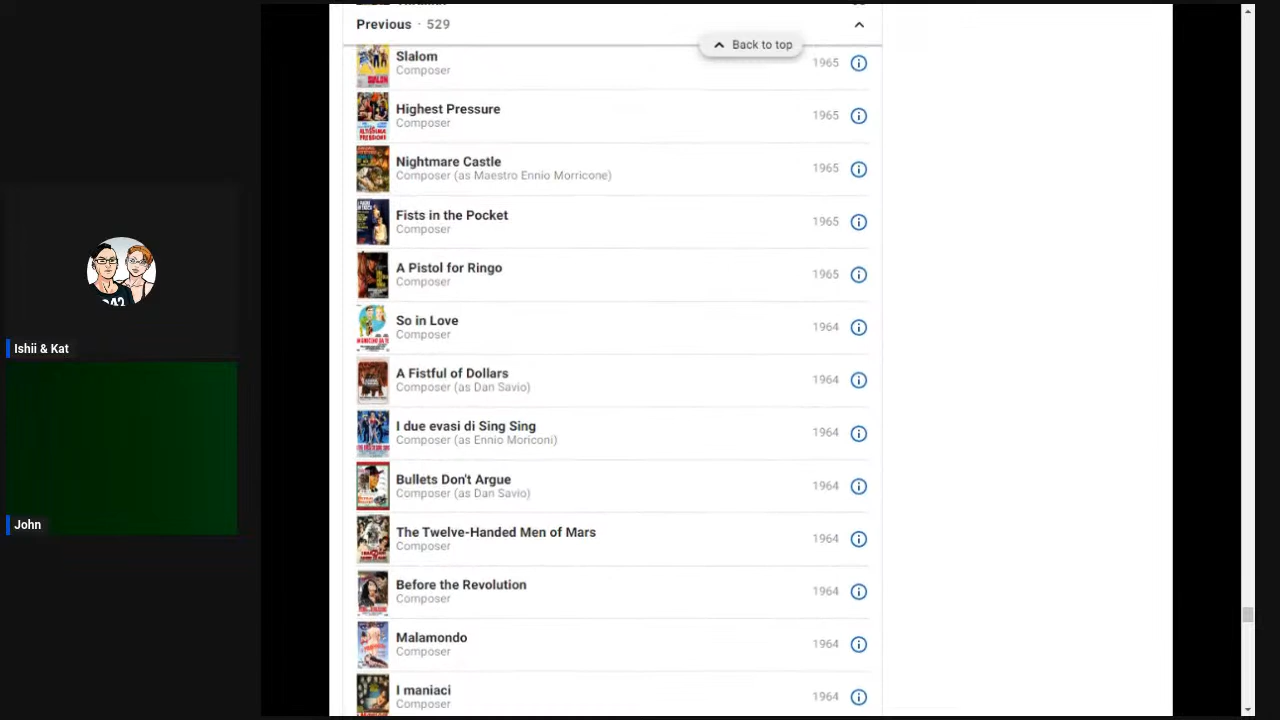 Previous · 529
Back to top
Slalom
Composer
1965
Highest Pressure
Composer
1965
Nightmare Castle
Composer (as Maestro Ennio Morricone)
1965
Fists in the Pocket
Composer
1965
A Pistol for Ringo
Composer
1965
So in Love
Composer
1964
A Fistful of Dollars
Composer (as Dan Savio)
1964
I due evasi di Sing Sing
Composer (as Ennio Moriconi)
1964
Bullets Don't Argue
Composer (as Dan Savio)
1964
The Twelve-Handed Men of Mars
Composer
1964
Before the Revolution
Composer
1964
Malamondo
Composer
1964
I maniaci
Composer
1964
Ishii & Kat
John